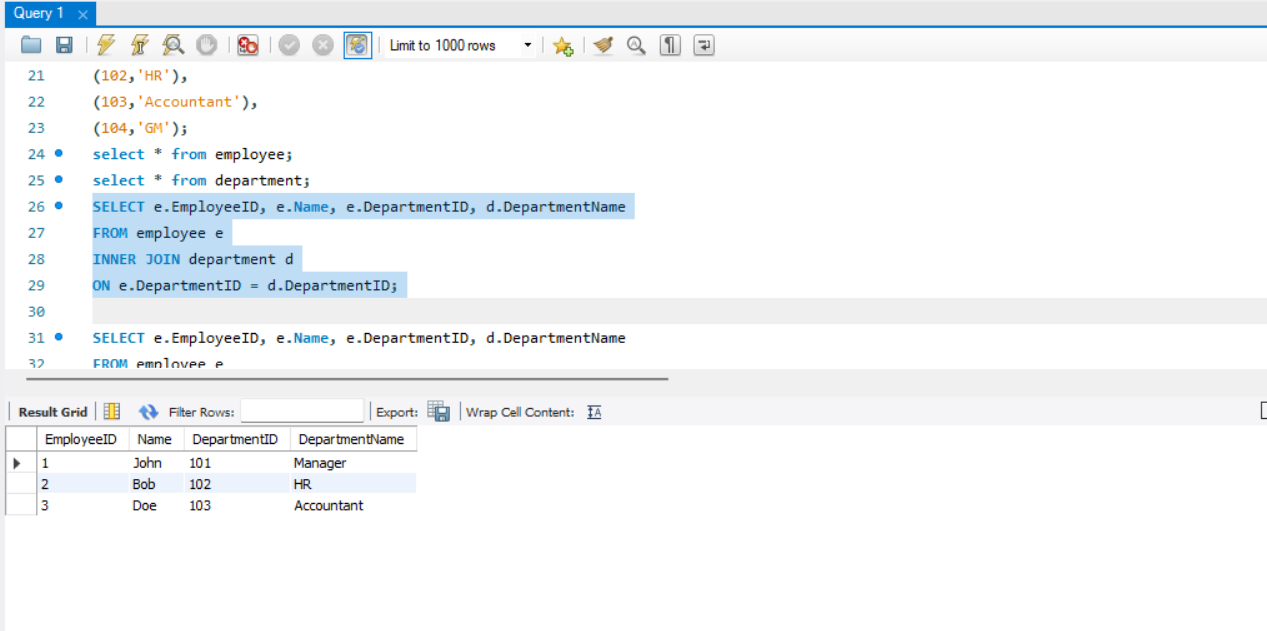 Query 1
Limit to 1000 rows
21 (102,'HR'),
22 (103,'Accountant'),
23 (104,'GM');
24 select * from employee;
25 select * from department;
26 SELECT e.EmployeeID, e.Name, e.DepartmentID, d.DepartmentName
27 FROM employee e
28 INNER JOIN department d
29 ON e.DepartmentID = d.DepartmentID;
30
31 SELECT e.EmployeeID, e.Name, e.DepartmentID, d.DepartmentName
32 FROM employee e
Result Grid Filter Rows: Export: Wrap Cell Content: IA
EmployeeID Name DepartmentID DepartmentName
1 John 101 Manager
2 Bob 102 HR
3 Doe 103 Accountant